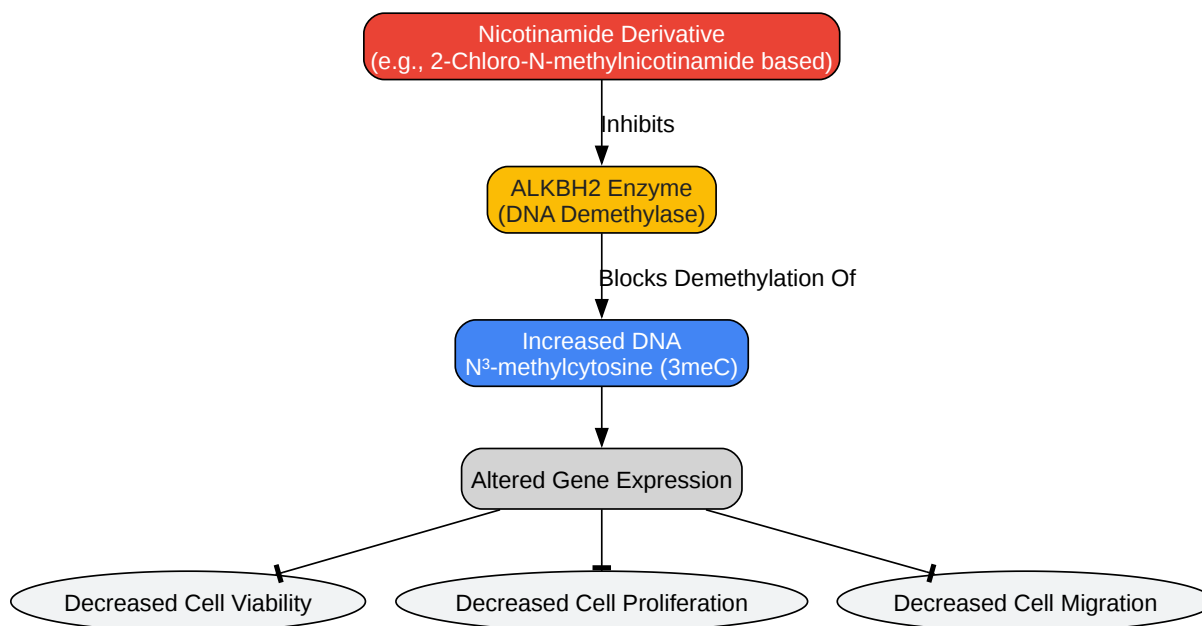 Nicotinamide Derivative
(e.g., 2-Chloro-N-methylnicotinamide based)
Inhibits
ALKBH2 Enzyme
(DNA Demethylase)
Blocks Demethylation Of
Increased DNA
N³-methylcytosine (3meC)
Altered Gene Expression
Decreased Cell Viability
Decreased Cell Proliferation
Decreased Cell Migration